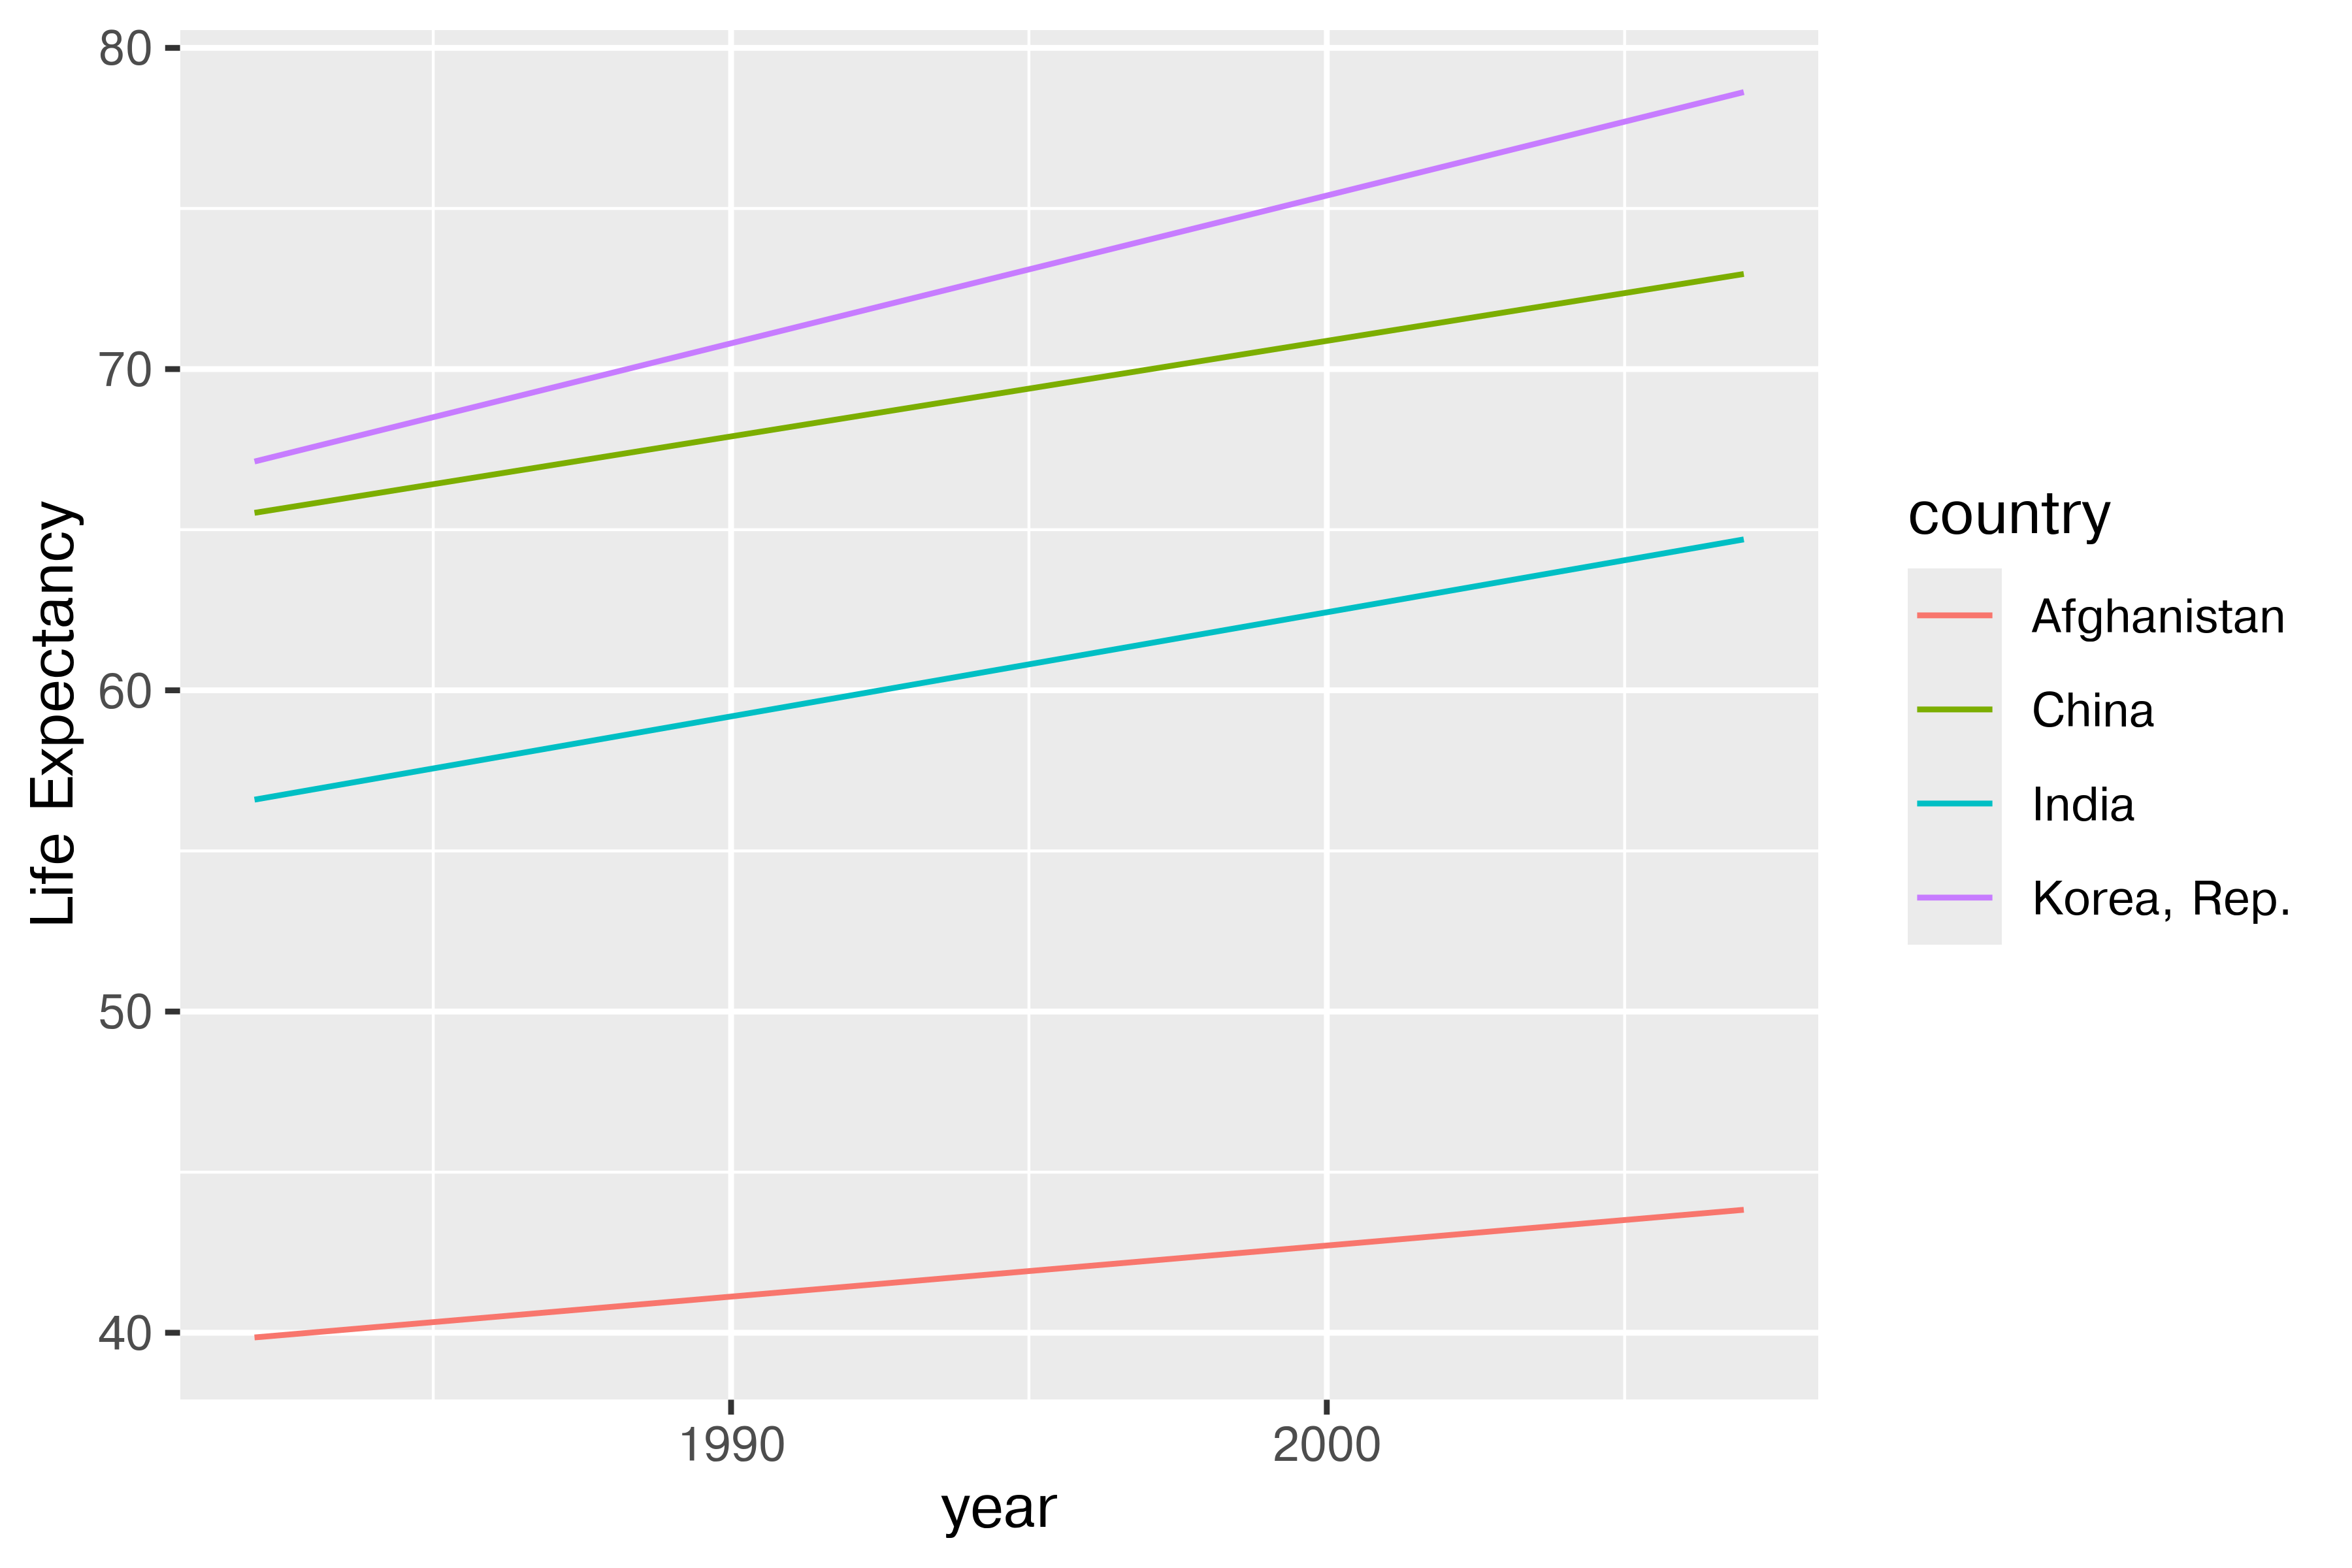 Life Expectancy
80
70
60
50
40
1990
2000
year
country
Afghanistan
China
India
Korea, Rep.